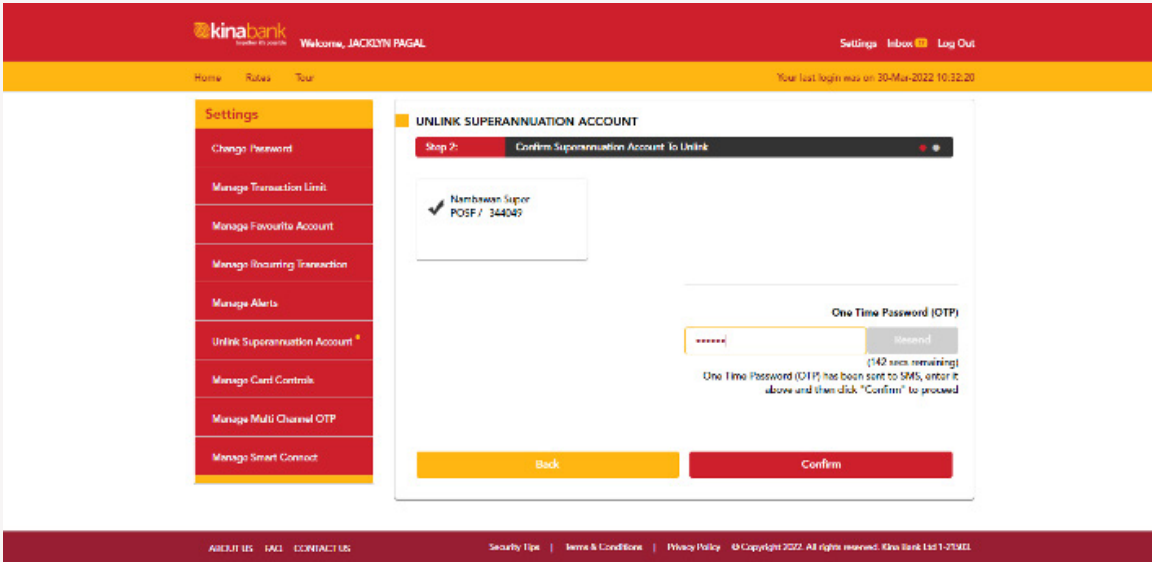 kinabank
together it's possible
Welcome, JACKLYN PAGAL
Settings Inbox Log Out
Home Rates Tour
Your last login was on 30-Mar-2022 10:32:20
Settings
Change Password
Manage Transaction Limit
Manage Favourite Account
Manage Recurring Transaction
Manage Alerts
Unlink Superannuation Account
Manage Card Controls
Manage Multi Channel OTP
Manage Smart Connect
UNLINK SUPERANNUATION ACCOUNT
Step 2: Confirm Superannuation Account To Unlink
Nambawan Super
POSF / 344049
One Time Password (OTP)
••••••
Resend
(142 secs remaining)
One Time Password (OTP) has been sent to SMS, enter it
above and then click "Confirm" to proceed
Back
Confirm
ABOUT US FAQ CONTACT US
Security Tips | Terms & Conditions | Privacy Policy © Copyright 2022. All rights reserved. Kina Bank Ltd